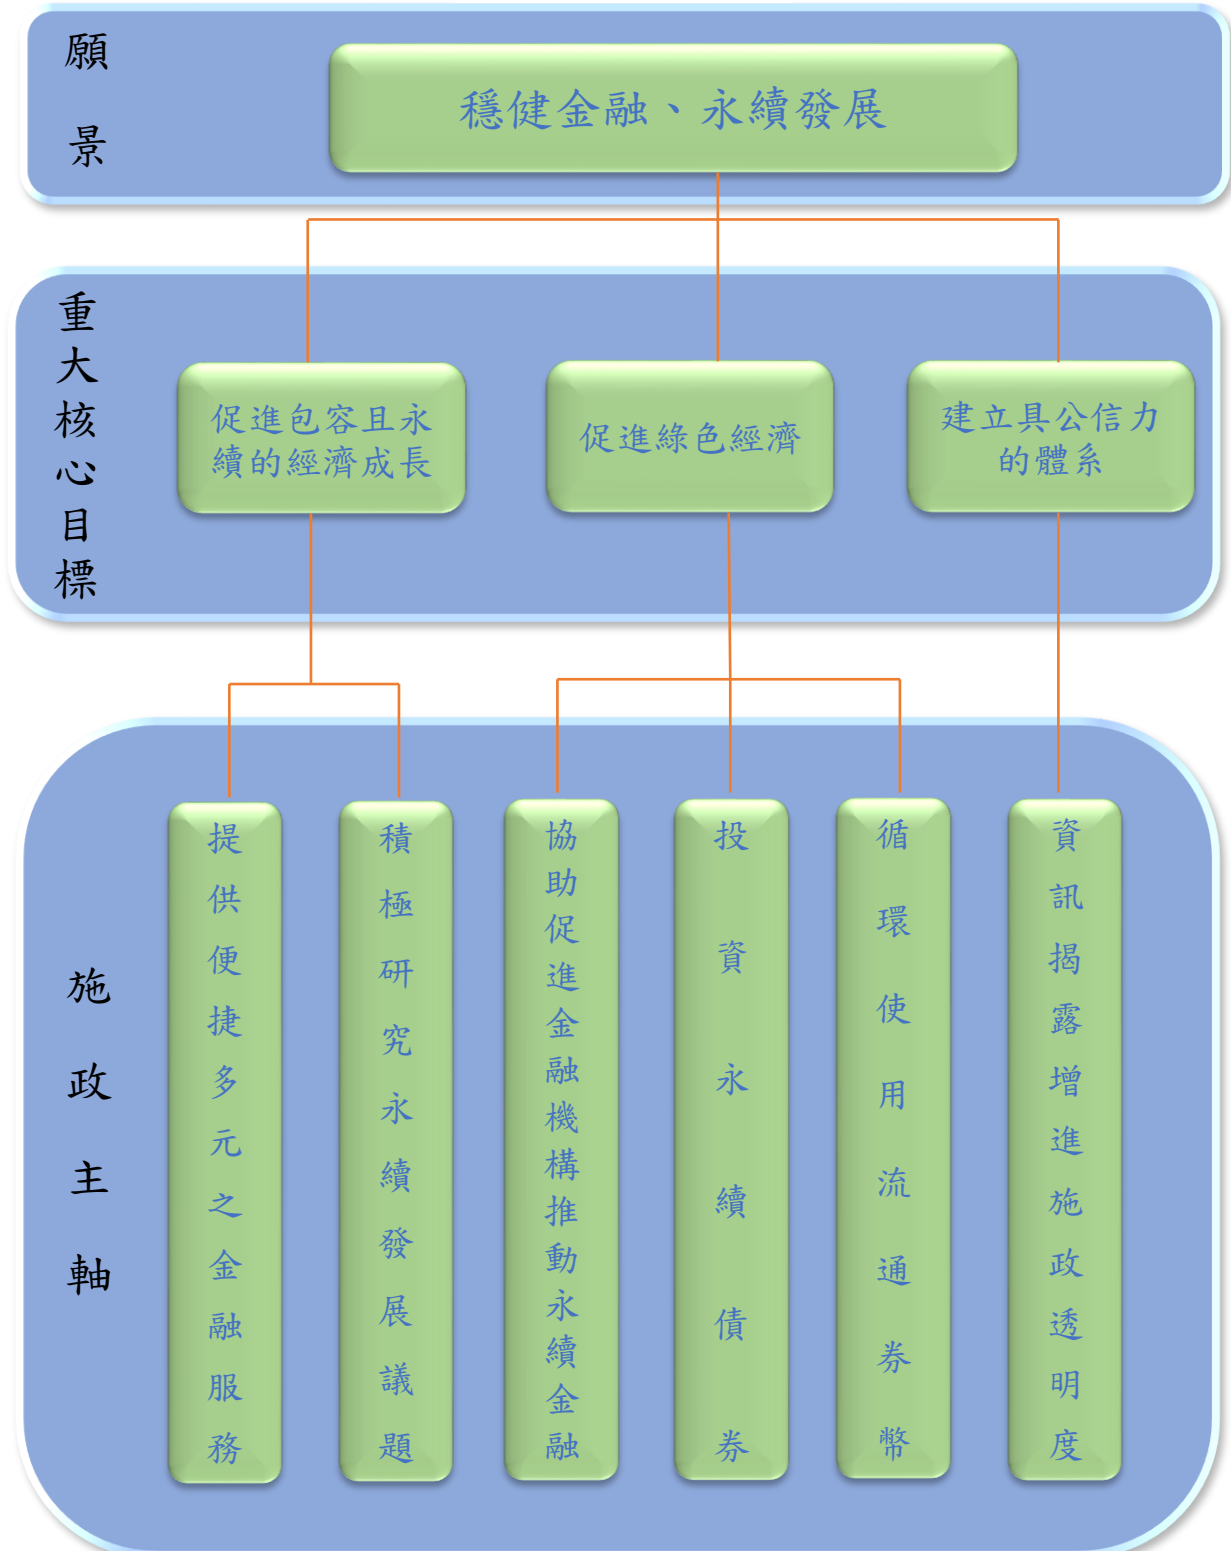 願景
穩健金融、永續發展
重大核心目標
促進包容且永
續的經濟成長
促進綠色經濟
建立具公信力
的體系
施政主軸
提供便捷多元之金融服務
積極研究永續發展議題
協助促進金融機構推動永續金融
投資永續債券
循環使用流通券幣
資訊揭露增進施政透明度